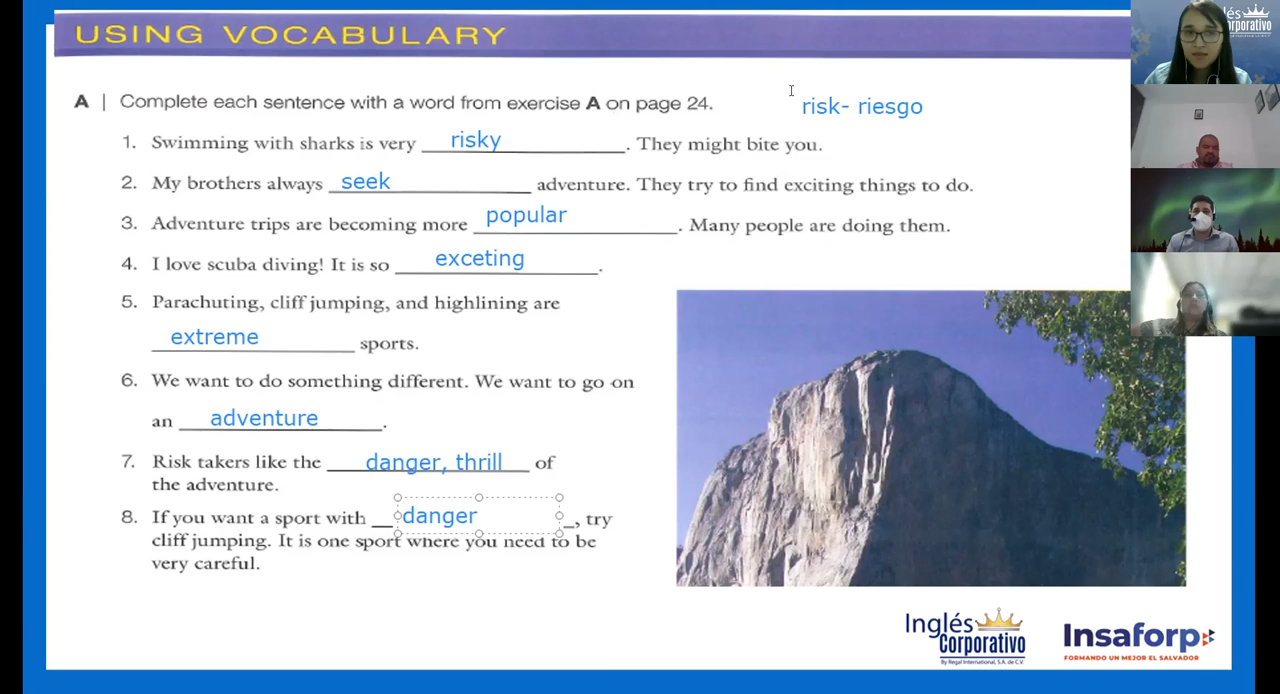 USING VOCABULARY
A | Complete each sentence with a word from exercise A on page 24.
risk- riesgo
1. Swimming with sharks is very risky. They might bite you.
2. My brothers always seek adventure. They try to find exciting things to do.
3. Adventure trips are becoming more popular. Many people are doing them.
4. I love scuba diving! It is so exceting.
5. Parachuting, cliff jumping, and highlining are
extreme sports.
6. We want to do something different. We want to go on
an adventure.
7. Risk takers like the danger, thrill of
the adventure.
8. If you want a sport with danger, try
cliff jumping. It is one sport where you need to be
very careful.
Inglés
Corporativo
By Regal International, S.A. de C.V.
Insaforp
FORMANDO UN MEJOR EL SALVADOR
lés
orporativo